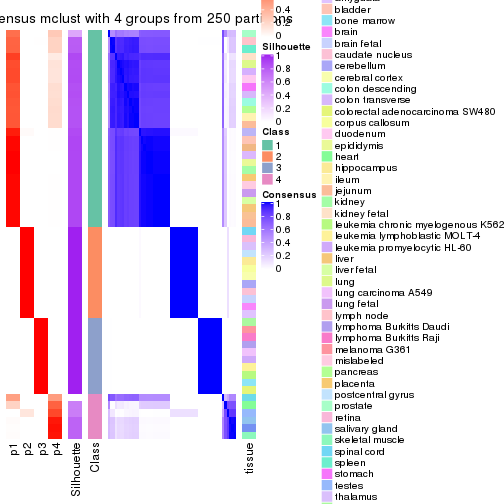 ensus mclust with 4 groups from 250 partitions
0.4
0.2
0
Silhouette
1
0.8
0.6
0.4
0.2
0
Class
1
2
3
4
Consensus
1
0.8
0.6
0.4
0.2
0
bladder
bone marrow
brain
brain fetal
caudate nucleus
cerebellum
cerebral cortex
colon descending
colon transverse
colorectal adenocarcinoma SW480
corpus callosum
duodenum
epididymis
heart
hippocampus
ileum
jejunum
kidney
kidney fetal
leukemia chronic myelogenous K562
leukemia lymphoblastic MOLT-4
leukemia promyelocytic HL-60
liver
liver fetal
lung
lung carcinoma A549
lung fetal
lymph node
lymphoma Burkitts Daudi
lymphoma Burkitts Raji
melanoma G361
mislabeled
pancreas
placenta
postcentral gyrus
prostate
retina
salivary gland
skeletal muscle
spinal cord
spleen
stomach
testes
thalamus
p1
p2
p3
p4
Silhouette
Class
tissue